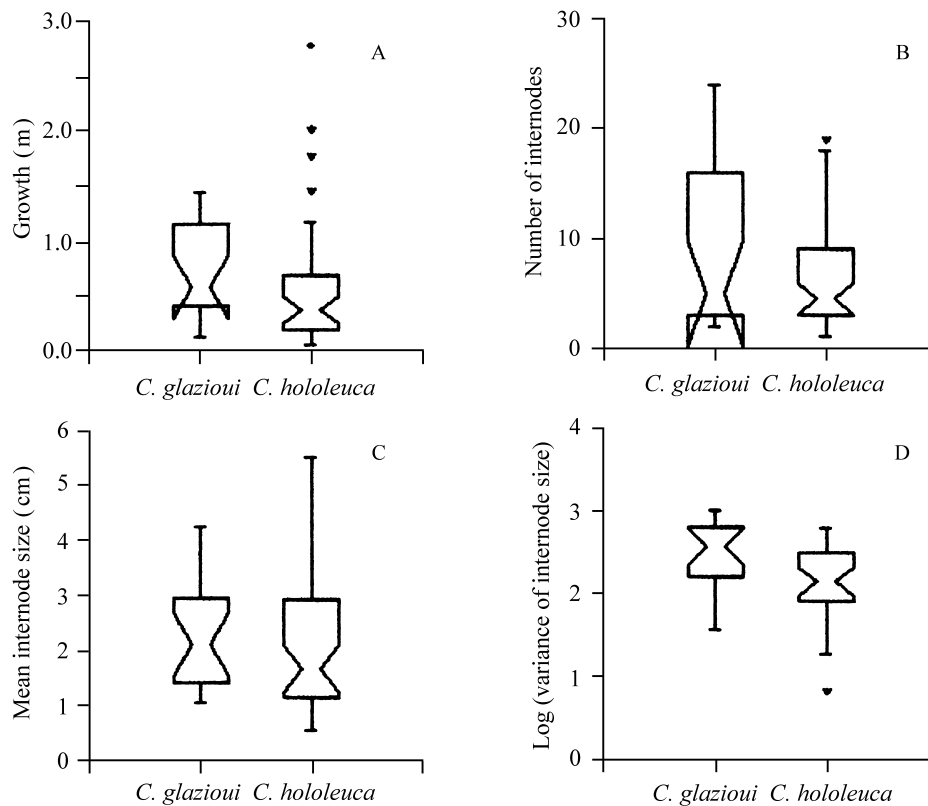 3.0
2.0
1.0
0.0
Growth (m)
A
C. glazioui C. hololeuca
30
20
10
0
Number of internodes
B
C. glazioui C. hololeuca
6
5
4
3
2
1
0
Mean internode size (cm)
C
C. glazioui C. hololeuca
4
3
2
1
0
Log (variance of internode size)
D
C. glazioui C. hololeuca